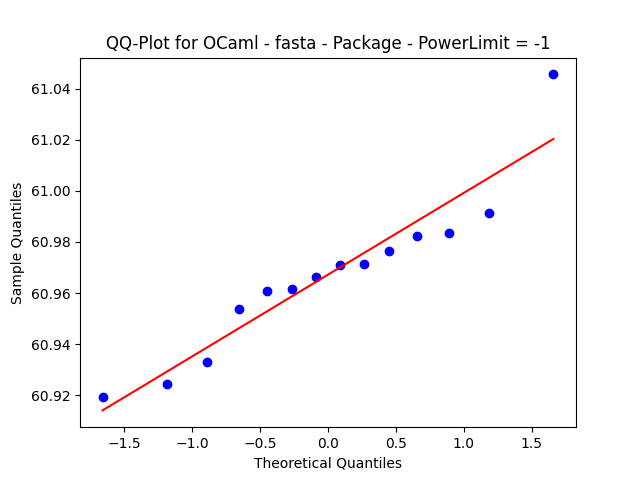 QQ-Plot for OCaml - fasta - Package - PowerLimit = -1
61.04
61.02
61.00
60.98
60.96
60.94
60.92
Sample Quantiles
−1.5 −1.0 −0.5 0.0 0.5 1.0 1.5
Theoretical Quantiles